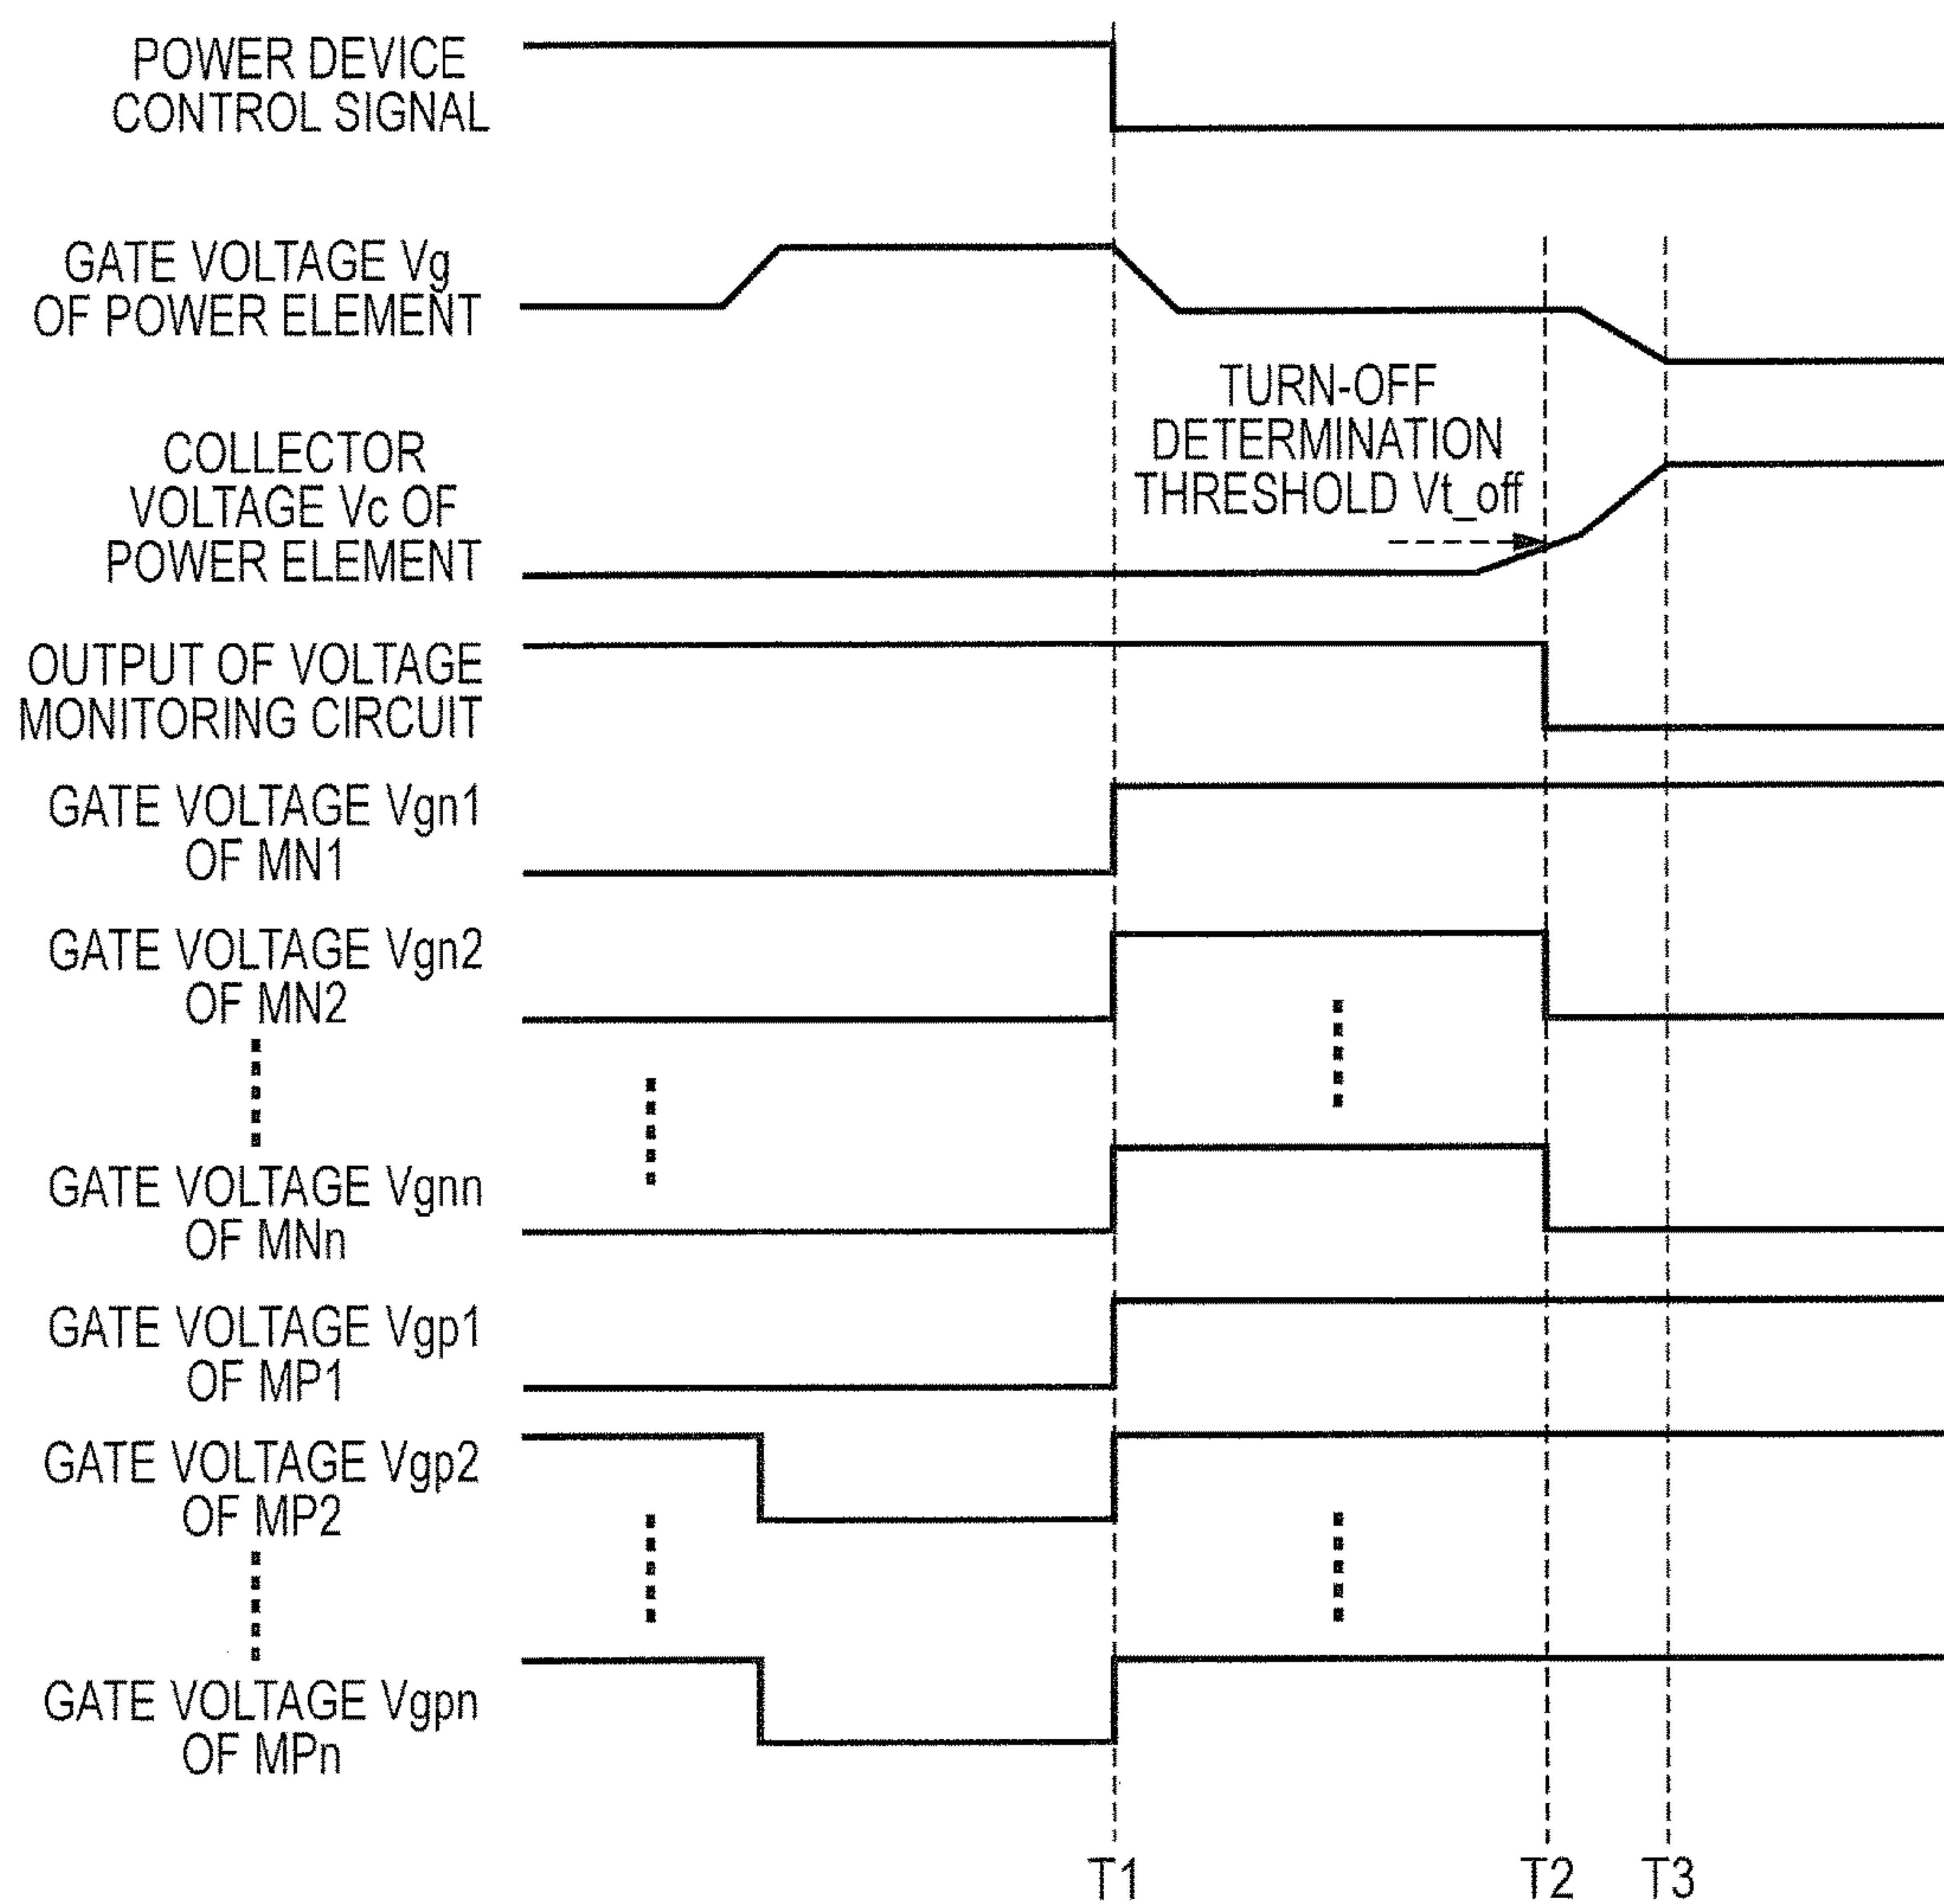 POWER DEVICE
CONTROL SIGNAL
GATE VOLTAGE Vg
OF POWER ELEMENT
TURN-OFF
DETERMINATION
THRESHOLD Vt_off
COLLECTOR
VOLTAGE Vc OF
POWER ELEMENT
OUTPUT OF VOLTAGE
MONITORING CIRCUIT
GATE VOLTAGE Vgn1
OF MN1
GATE VOLTAGE Vgn2
OF MN2
GATE VOLTAGE Vgnn
OF MNn
GATE VOLTAGE Vgp1
OF MP1
GATE VOLTAGE Vgp2
OF MP2
GATE VOLTAGE Vgpn
OF MPn
T1 T2 T3